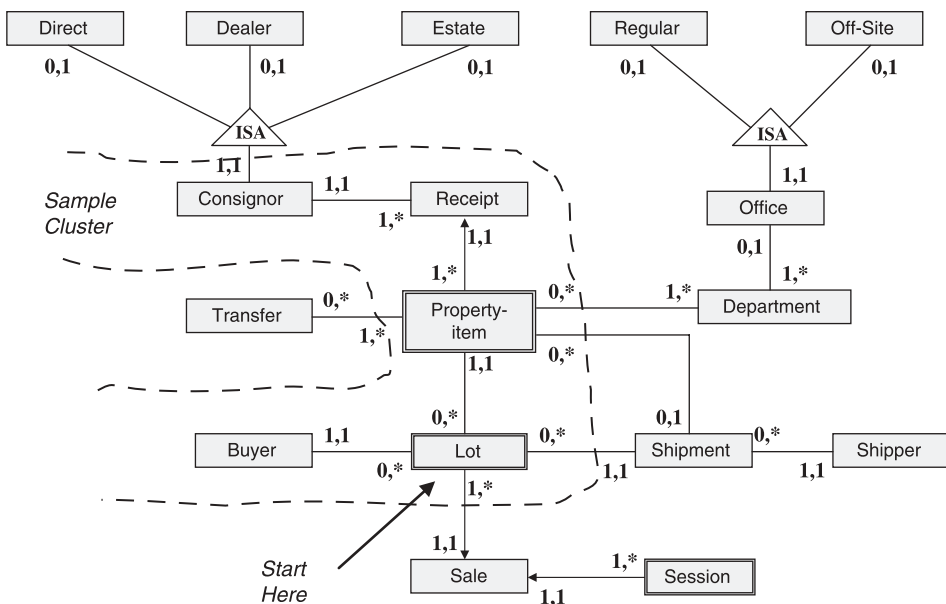 Direct
Dealer
Estate
Regular
Off-Site
0,1
0,1
0,1
0,1
0,1
ISA
ISA
1,1
1,1
Sample
Cluster
Consignor
1,1
1,*
Receipt
Office
1,1
0,1
1,*
1,*
Transfer
0,*
1,*
Property-
item
0,*
1,*
Department
0,*
1,1
0,*
0,1
Buyer
1,1
0,*
Lot
0,*
1,1
Shipment
0,*
1,1
Shipper
1,*
Start
Here
1,1
Sale
1,1
1,*
Session